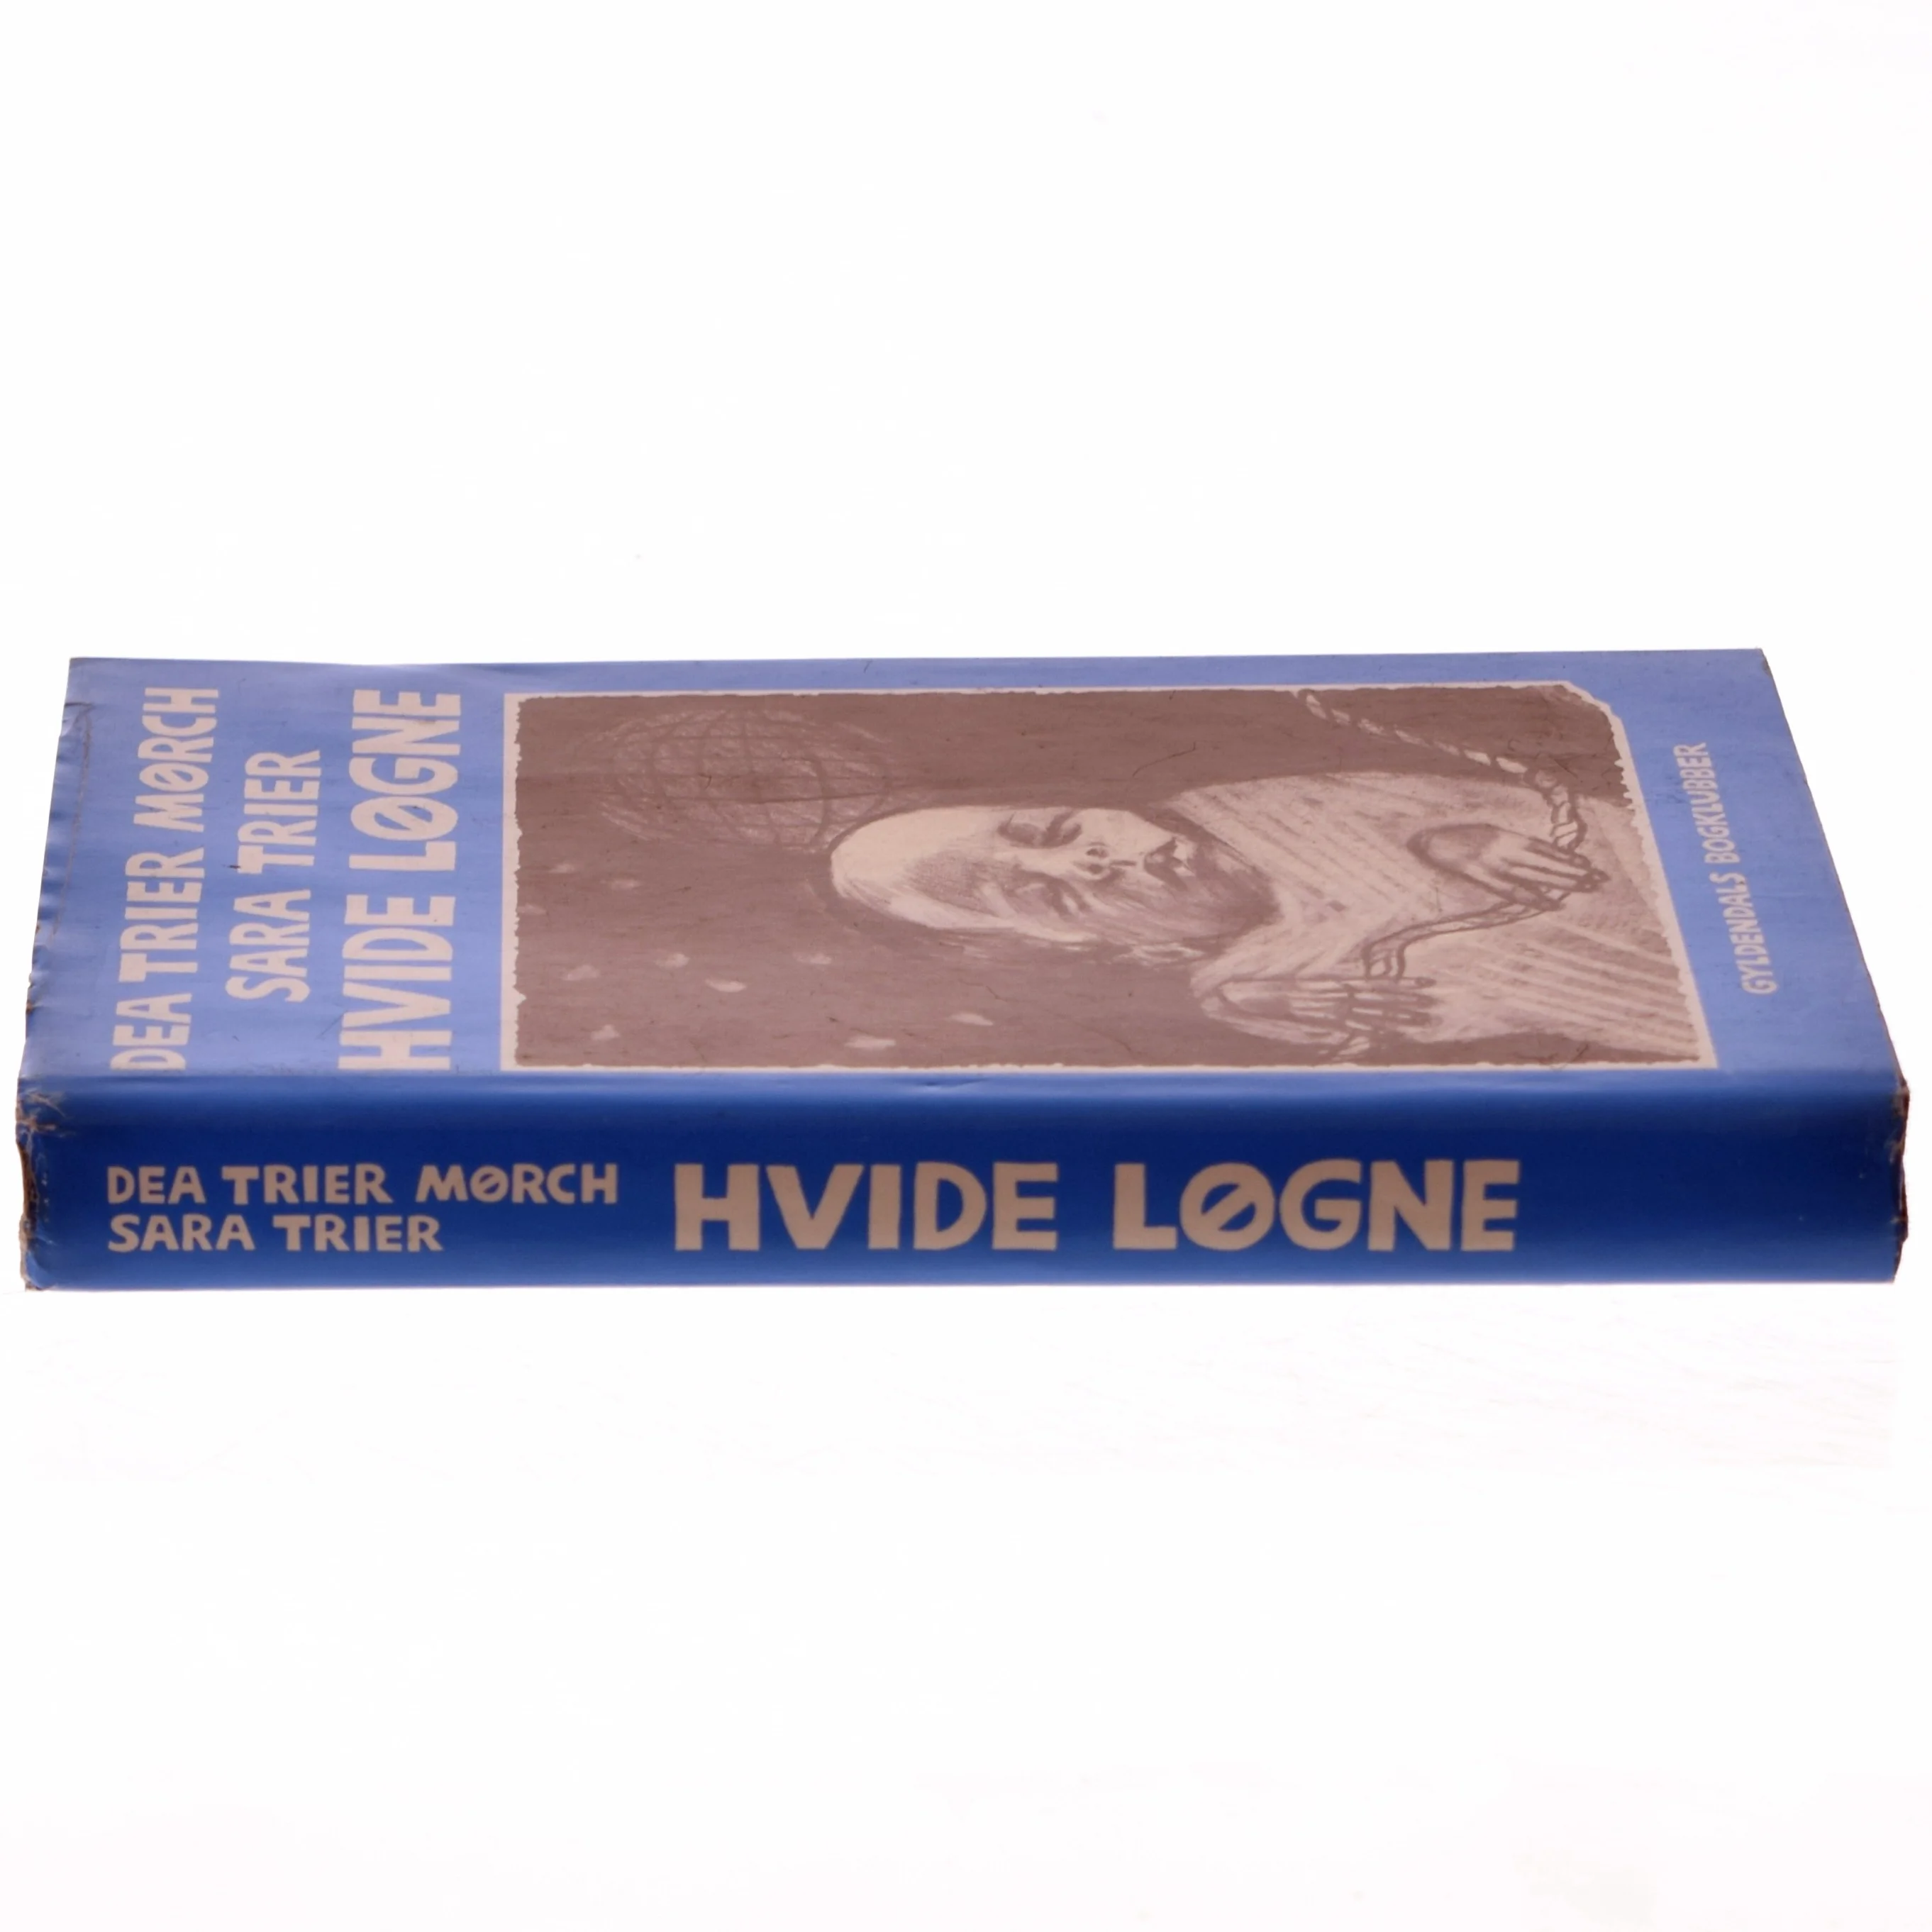 DEA TRIER MØRCH
SARA TRIER
HVIDE LØGNE
GYLDENDALS BOGKLUBBER
DEA TRIER MØRCH
SARA TRIER
HVIDE LØGNE